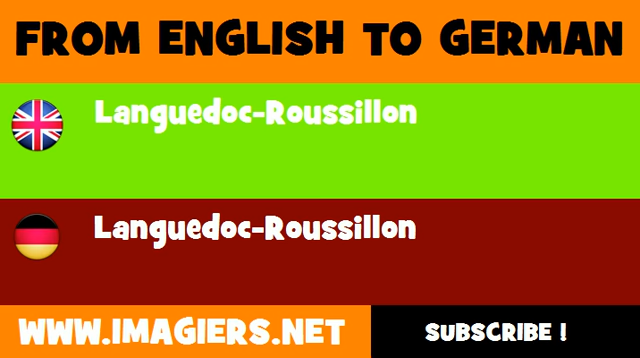 FROM ENGLISH TO GERMAN
Languedoc-Roussillon
Languedoc-Roussillon
WWW.IMAGIERS.NET
SUBSCRIBE !